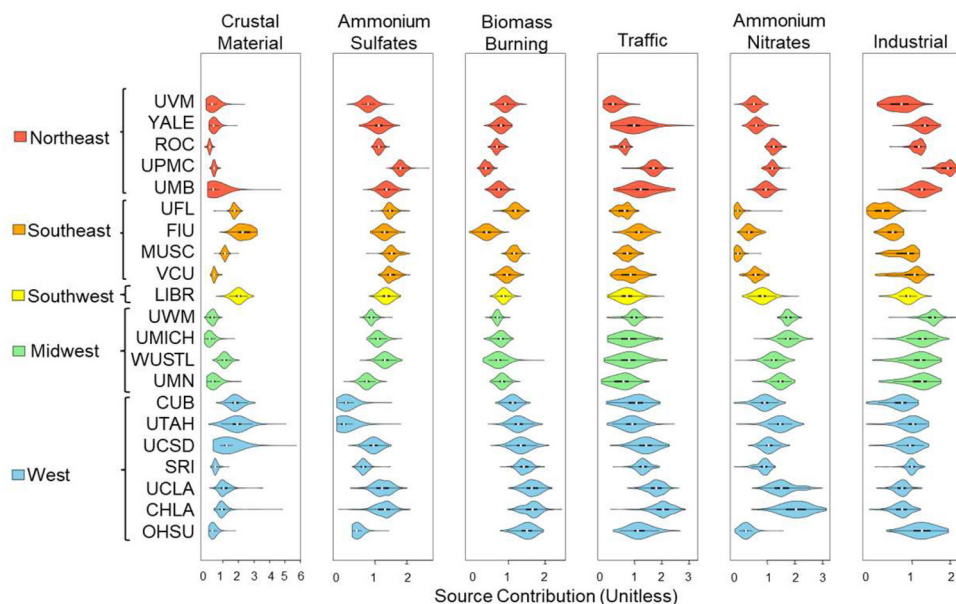 Crustal Material
Ammonium Sulfates
Biomass Burning
Traffic
Ammonium Nitrates
Industrial
Northeast
UVM
YALE
ROC
UPMC
UMB
Southeast
UFL
FIU
MUSC
VCU
Southwest
LIBR
Midwest
UWM
UMICH
WUSTL
UMN
West
CUB
UTAH
UCSD
SRI
UCLA
CHLA
OHSU
0 1 2 3 4 5 6
0 1 2
0 1 2
0 1 2 3
0 1 2 3
0 1 2
Source Contribution (Unitless)